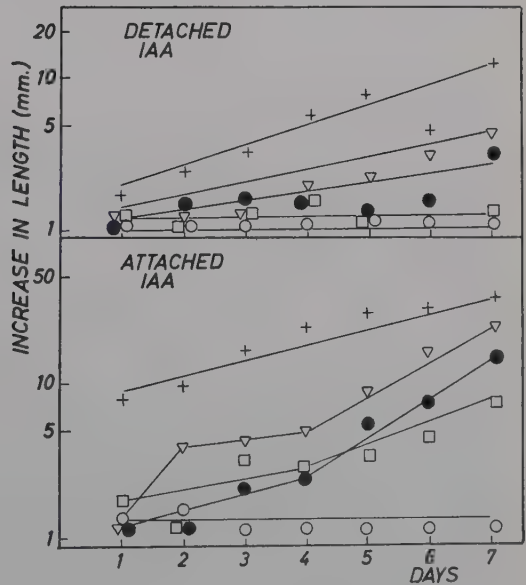 DETACHED
IAA
20
10
5
1
INCREASE IN LENGTH (mm.)
ATTACHED
IAA
50
10
5
1
1 2 3 4 5 6 7
DAYS